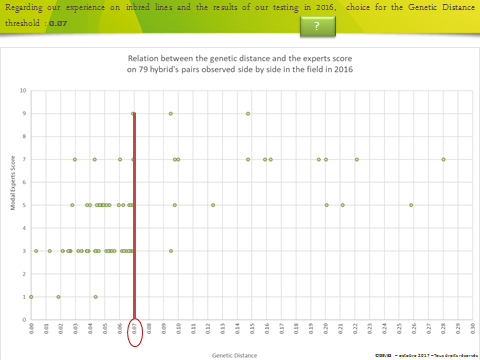 Regarding our experience on inbred lines and the results of our testing in 2016, choice for the Genetic Distance
threshold : 0.07
?
Relation between the genetic distance and the experts score
on 79 hybrid's pairs observed side by side in the field in 2016
Modal Experts Score
10
9
8
7
6
5
4
3
2
1
0
0.00 0.01 0.02 0.03 0.04 0.05 0.06 0.07 0.08 0.09 0.10 0.11 0.12 0.13 0.14 0.15 0.16 0.17 0.18 0.19 0.20 0.21 0.22 0.23 0.24 0.25 0.26 0.27 0.28 0.29 0.30
Genetic Distance
2017 – Tous droits réservés